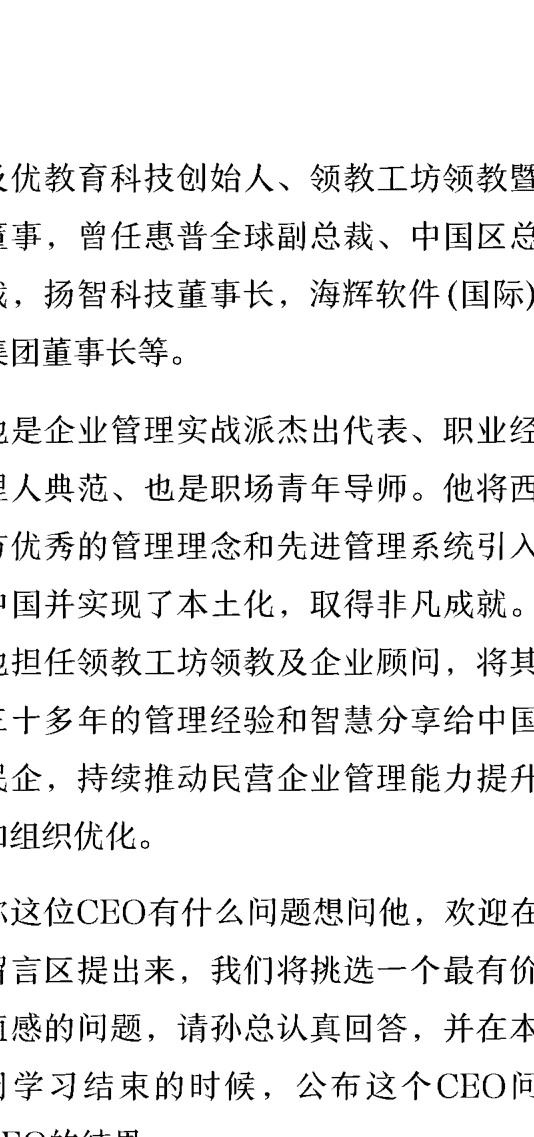 及优教育科技创始人、领教工坊领教暨
董事，曾任惠普全球副总裁、中国区总
裁，扬智科技董事长，海辉软件(国际)
集团董事长等。
他是企业管理实战派杰出代表、职业经
理人典范、也是职场青年导师。他将西
方优秀的管理理念和先进管理系统引入
中国并实现了本土化，取得非凡成就。
他担任领教工坊领教及企业顾问，将其
三十多年的管理经验和智慧分享给中国
民企，持续推动民营企业管理能力提升
和组织优化。
你这位CEO有什么问题想问他，欢迎在
留言区提出来，我们将挑选一个最有价
值感的问题，请孙总认真回答，并在本
周学习结束的时候，公布这个CEO问
CEO的结果